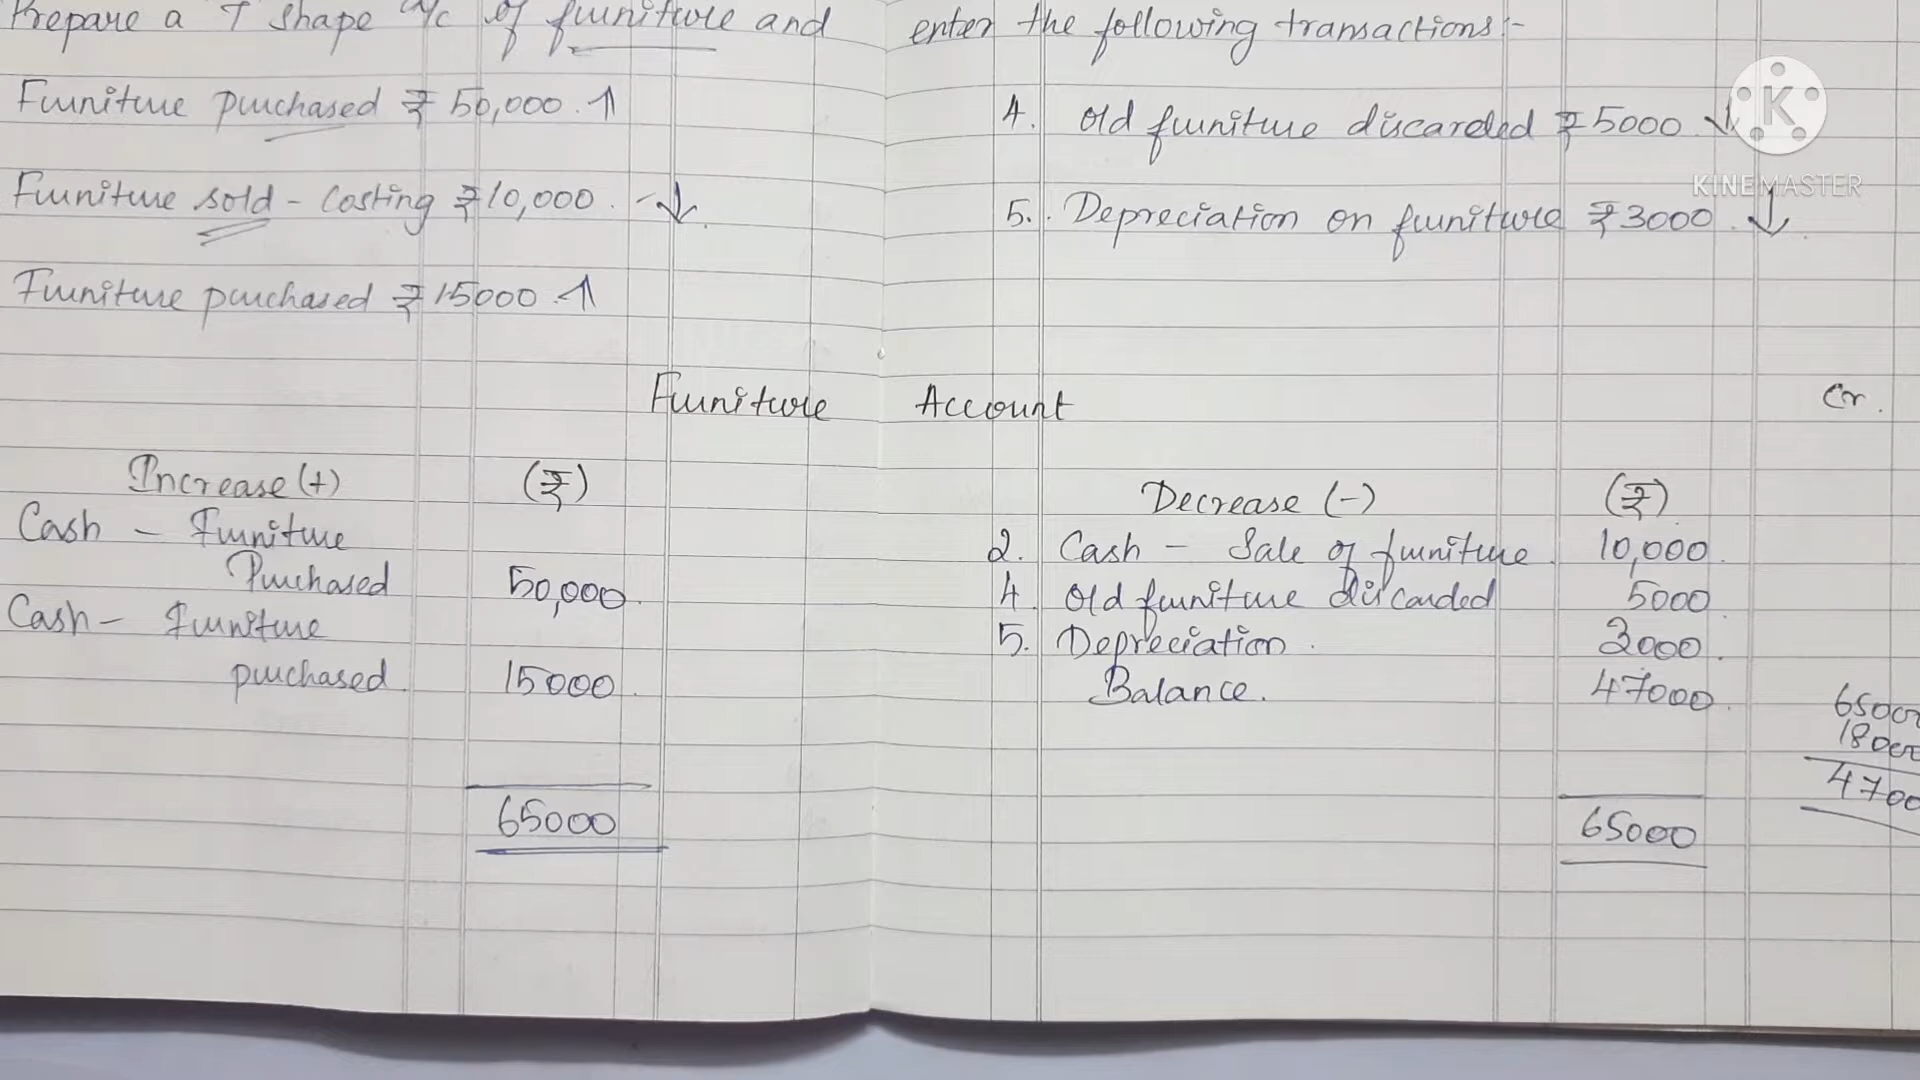 Prepare a T shape a/c of furniture and enter the following transactions:-
Furniture purchased ₹ 50,000. ↑
Furniture sold - costing ₹ 10,000. - ↓
Furniture purchased ₹ 15000. ↑
4. Old furniture discarded ₹ 5000. ↓
5. Depreciation on furniture ₹ 3000. ↓
K
KINEMASTER
Furniture Account
Cr.
Increase (+) (₹)
Cash - Furniture
Purchased 50,000.
Cash - Furniture
purchased. 15000.
65000
Decrease (-) (₹)
2. Cash - Sale of furniture. 10,000.
4. Old furniture discarded 5000.
5. Depreciation. 3000.
Balance. 47000.
65000
65000
18000
4700